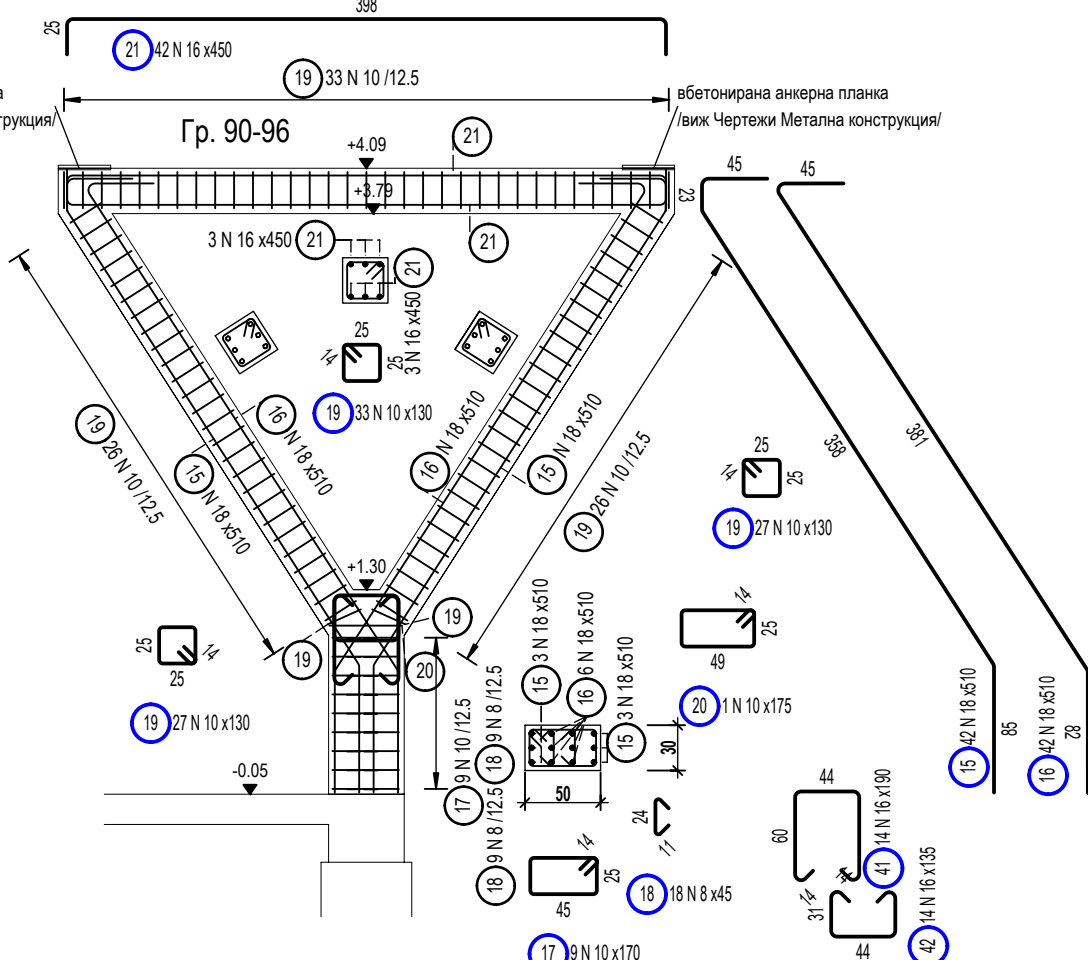 398
25
21 42 N 16 x450
19 33 N 10 /12.5
вбетонирана анкерна планка
/виж Чертежи Метална конструкция/
а
трукция/
Гр. 90-96
+4.09
21
+3.79
23
45
45
3 N 16 x450 21
21
21
3 N 16 x450
25
14
25
19 33 N 10 x130
19 26 N 10 /12.5
16 N 18 x510
15 N 18 x510
16 N 18 x510
15 N 18 x510
19 26 N 10 /12.5
358
381
25
14
25
19 27 N 10 x130
+1.30
19
19
20
25
14
25
19 27 N 10 x130
-0.05
17 9 N 10 /12.5
18 9 N 8 /12.5
18 9 N 8 /12.5
15 3 N 18 x510
16 6 N 18 x510
15 3 N 18 x510
30
50
14
25
49
20 1 N 10 x175
24
11
14
25
45
18 18 N 8 x45
17 9 N 10 x170
15 42 N 18 x510
85
16 42 N 18 x510
78
44
60
14
41 14 N 16 x190
31
44
42 14 N 16 x135